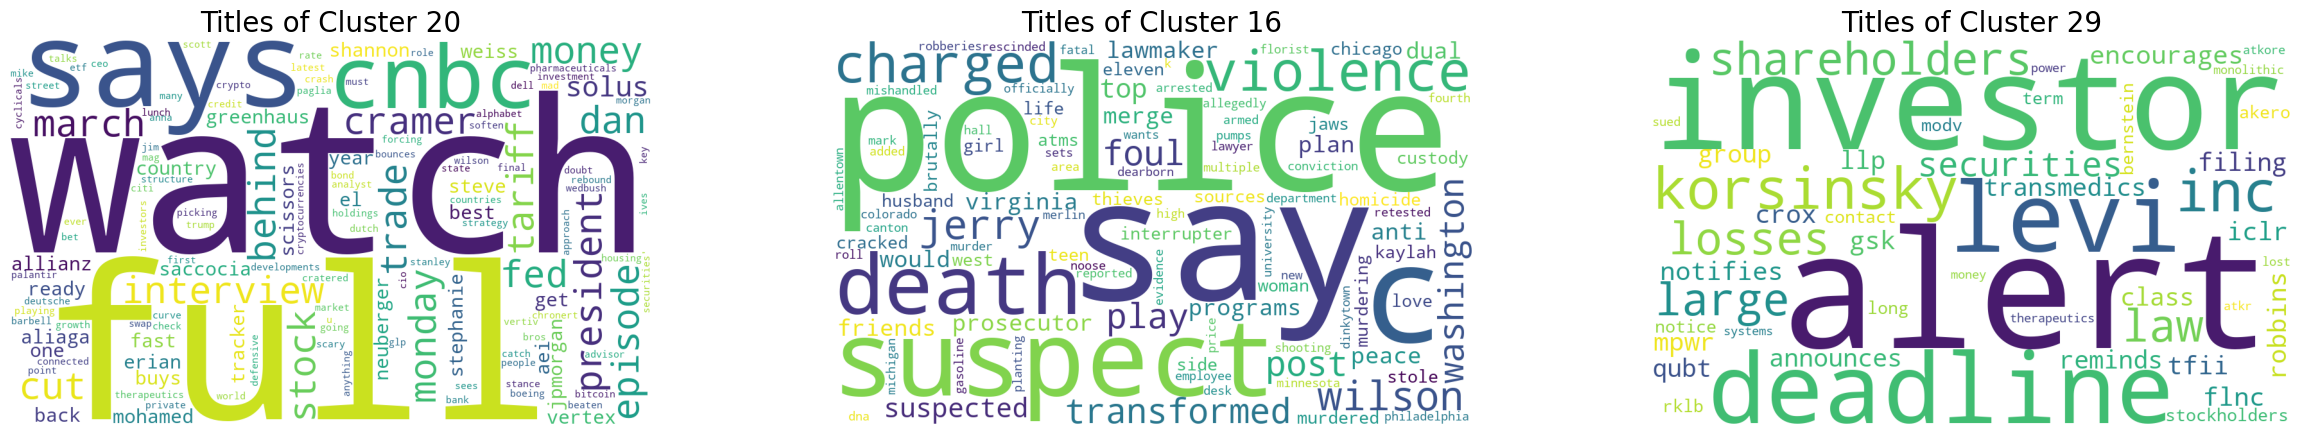 Titles of Cluster 20
says
watch
full
cnbc
money
march
cramer
dan
solus
weiss
shannon
scott
talks
etf
ceo
rate
latest
crash
role
mike
street
crypto
must
pharmaceuticals
investment
dell
mad
morgan
paglia
many
credit
cyclicals
lunch
anna
greenhaus
alphabet
soften
forcing
behind
scissors
cryptocurrencies
year
tariff
country
structure
jim
mag
citi
bond
analyst
bounces
wilson
state
final
doubt
rebound
wedbush
key
steve
countries
best
strategy
el
holdings
dutch
trade
president
approach
picking
trump
investors
ever
bet
ives
allianz
palantir
saccocia
first
developments
cratered
stanley
fed
housing
securities
ready
deutsche
playing
interview
neuberger
cio
monday
stephanie
get
episode
barbell
growth
swap
curve
check
market
u
going
vertiv
chronert
bros
aliaga
fast
tracker
defensive
stock
scary
glp
anything
aei
jpmorgan
catch
people
advisor
one
connected
point
erian
buys
sees
bank
stance
boeing
bitcoin
beaten
cut
therapeutics
private
world
back
mohamed
vertex
Titles of Cluster 16
police
say
suspect
death
c
charged
violence
robberies
rescinded
fatal
lawmaker
florist
chicago
dual
eleven
k
top
arrested
mishandled
officially
allegedly
fourth
life
city
merge
armed
hall
girl
wants
atms
pumps
jaws
mark
added
sets
lawyer
plan
foul
area
multiple
custody
brutally
dearborn
conviction
allentown
husband
virginia
thieves
sources
department
homicide
colorado
merlin
high
retested
canton
jerry
interrupter
university
anti
washington
cracked
murder
would
west
teen
noose
reported
evidence
new
woman
kaylah
roll
programs
love
murdering
friends
prosecutor
play
price
dinkytown
side
shooting
peace
michigan
gasoline
planting
employee
post
minnesota
stole
desk
wilson
dna
suspected
transformed
murdered
philadelphia
Titles of Cluster 29
investor
alert
deadline
levi
korsinsky
shareholders
encourages
atkore
power
monolithic
term
sued
modv
bernstein
akero
group
llp
securities
filing
inc
transmedics
crox
contact
losses
gsk
iclr
notifies
money
lost
large
class
atkr
long
law
therapeutics
notice
systems
robbins
mpwr
announces
reminds
tfii
qubt
flnc
rklb
stockholders